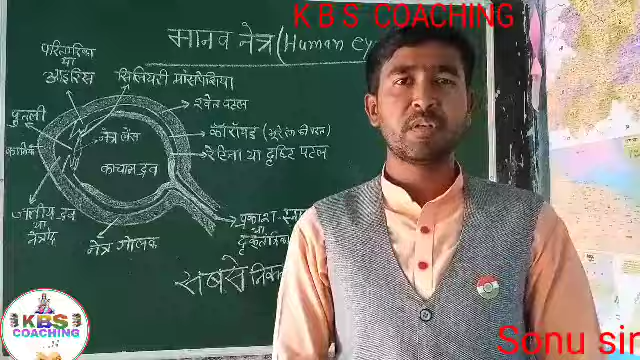 K B S COACHING
मानव नेत्र (Human ey
परितारिका
या
आइरिस
सिलियरी
पुतली
श्वेत पटल
नेत्र लेंस
कॉरॉयड
रेटिना या दृष्टि पटल
काचाभ द्रव
जलीय द्रव
या
नेत्र गोलक
प्रकाश
या
सबसे
KBS
COACHING
Sonu sir